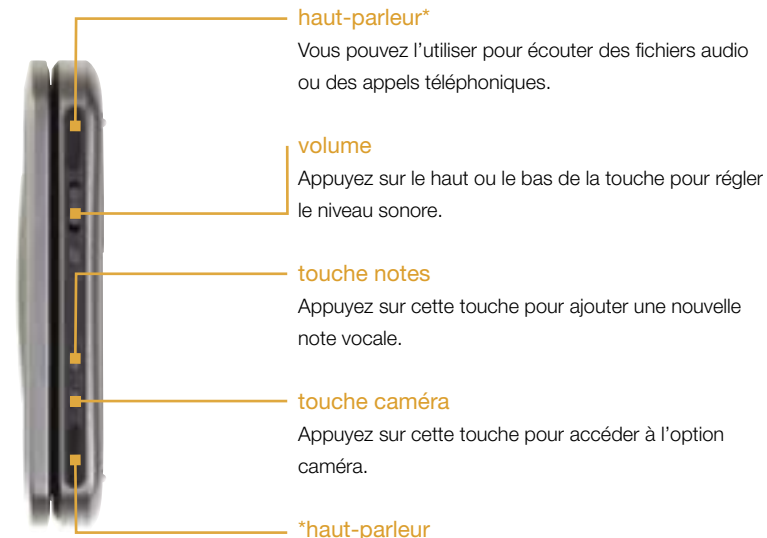 haut-parleur*
Vous pouvez l’utiliser pour écouter des fichiers audio
ou des appels téléphoniques.
volume
Appuyez sur le haut ou le bas de la touche pour régler
le niveau sonore.
touche notes
Appuyez sur cette touche pour ajouter une nouvelle
note vocale.
touche caméra
Appuyez sur cette touche pour accéder à l’option
caméra.
*haut-parleur